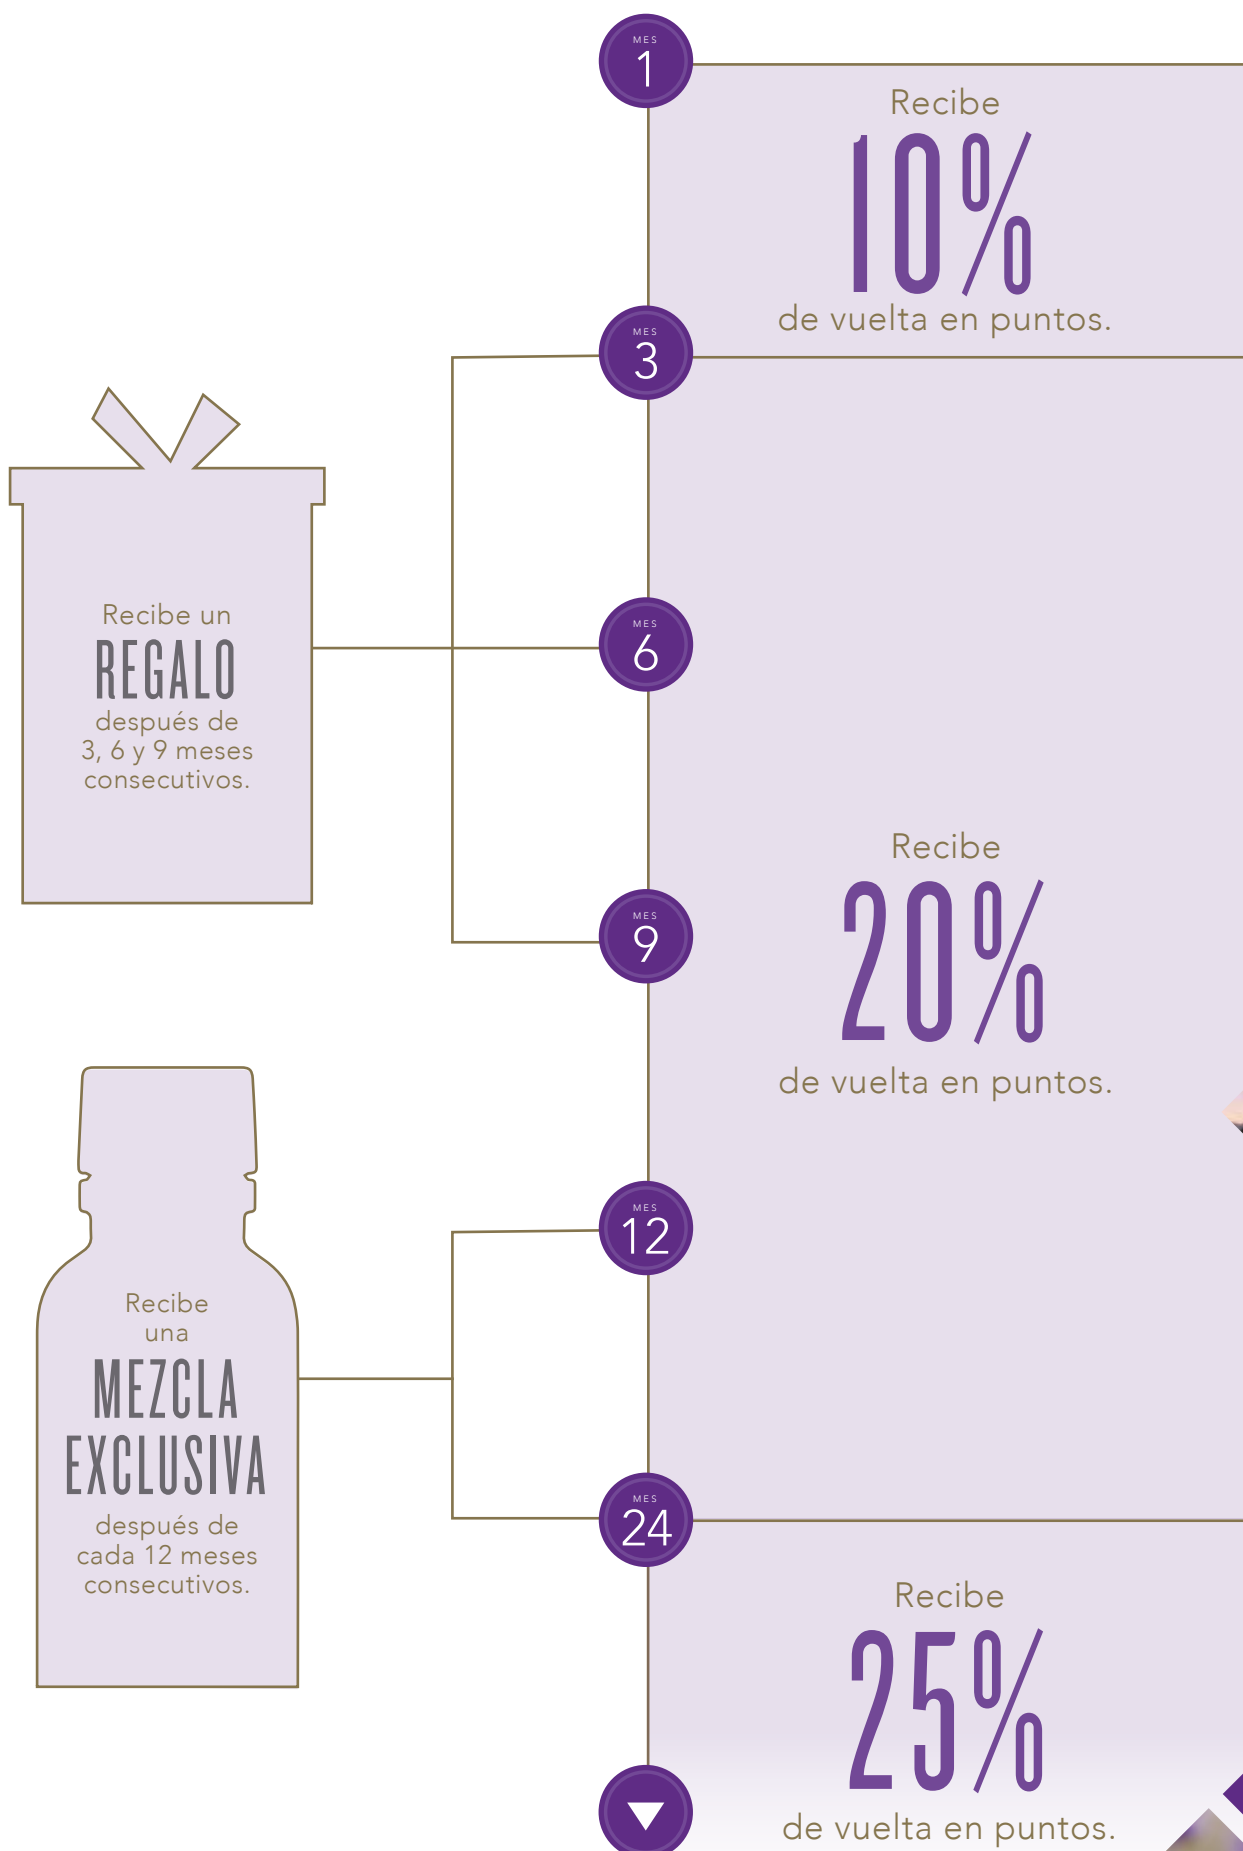 MES
1
Recibe
10%
de vuelta en puntos.
MES
3
Recibe un
REGALO
después de
3, 6 y 9 meses
consecutivos.
MES
6
MES
9
Recibe
20%
de vuelta en puntos.
MES
12
Recibe
una
MEZCLA
EXCLUSIVA
después de
cada 12 meses
consecutivos.
MES
24
Recibe
25%
de vuelta en puntos.